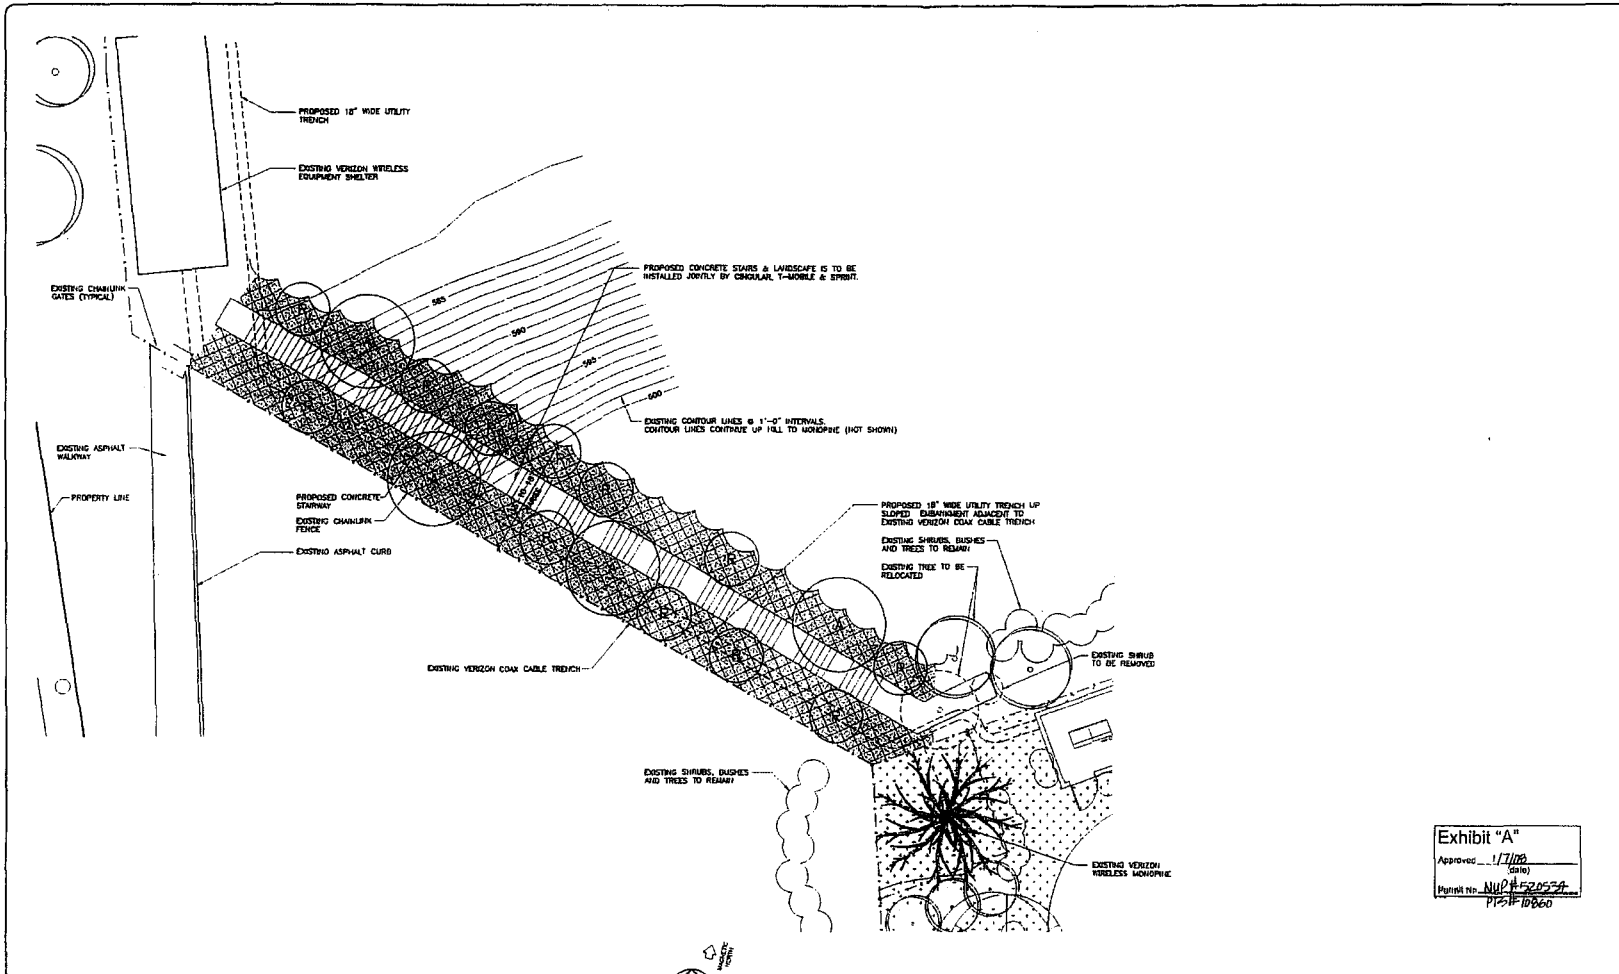 PROPOSED 18" WIDE UTILITY
TRENCH
EXISTING VERIZON WIRELESS
EQUIPMENT SHELTER
PROPOSED CONCRETE STAIRS & LANDSCAPE IS TO BE
INSTALLED JOINTLY BY CINGULAR, T-MOBILE & SPRINT.
EXISTING CHAINLINK
GATES (TYPICAL)
585
590
595
600
EXISTING CONTOUR LINES @ 1'-0" INTERVALS.
CONTOUR LINES CONTINUE UP HILL TO MONOPINE (NOT SHOWN)
EXISTING ASPHALT
WALKWAY
PROPERTY LINE
PROPOSED CONCRETE
STAIRWAY
EXISTING CHAINLINK
FENCE
EXISTING ASPHALT CURB
PROPOSED 18" WIDE UTILITY TRENCH UP
SLOPED EMBANKMENT ADJACENT TO
EXISTING VERIZON COAX CABLE TRENCH
EXISTING SHRUBS, BUSHES
AND TREES TO REMAIN
EXISTING TREE TO BE
RELOCATED
EXISTING SHRUB
TO BE REMOVED
EXISTING VERIZON COAX CABLE TRENCH
EXISTING SHRUBS, BUSHES
AND TREES TO REMAIN
EXISTING VERIZON
WIRELESS MONOPINE
Exhibit "A"
Approved 1/7/08
(date)
Permit No. NUP #520534
PTS# 10860
MAGNETIC
NORTH